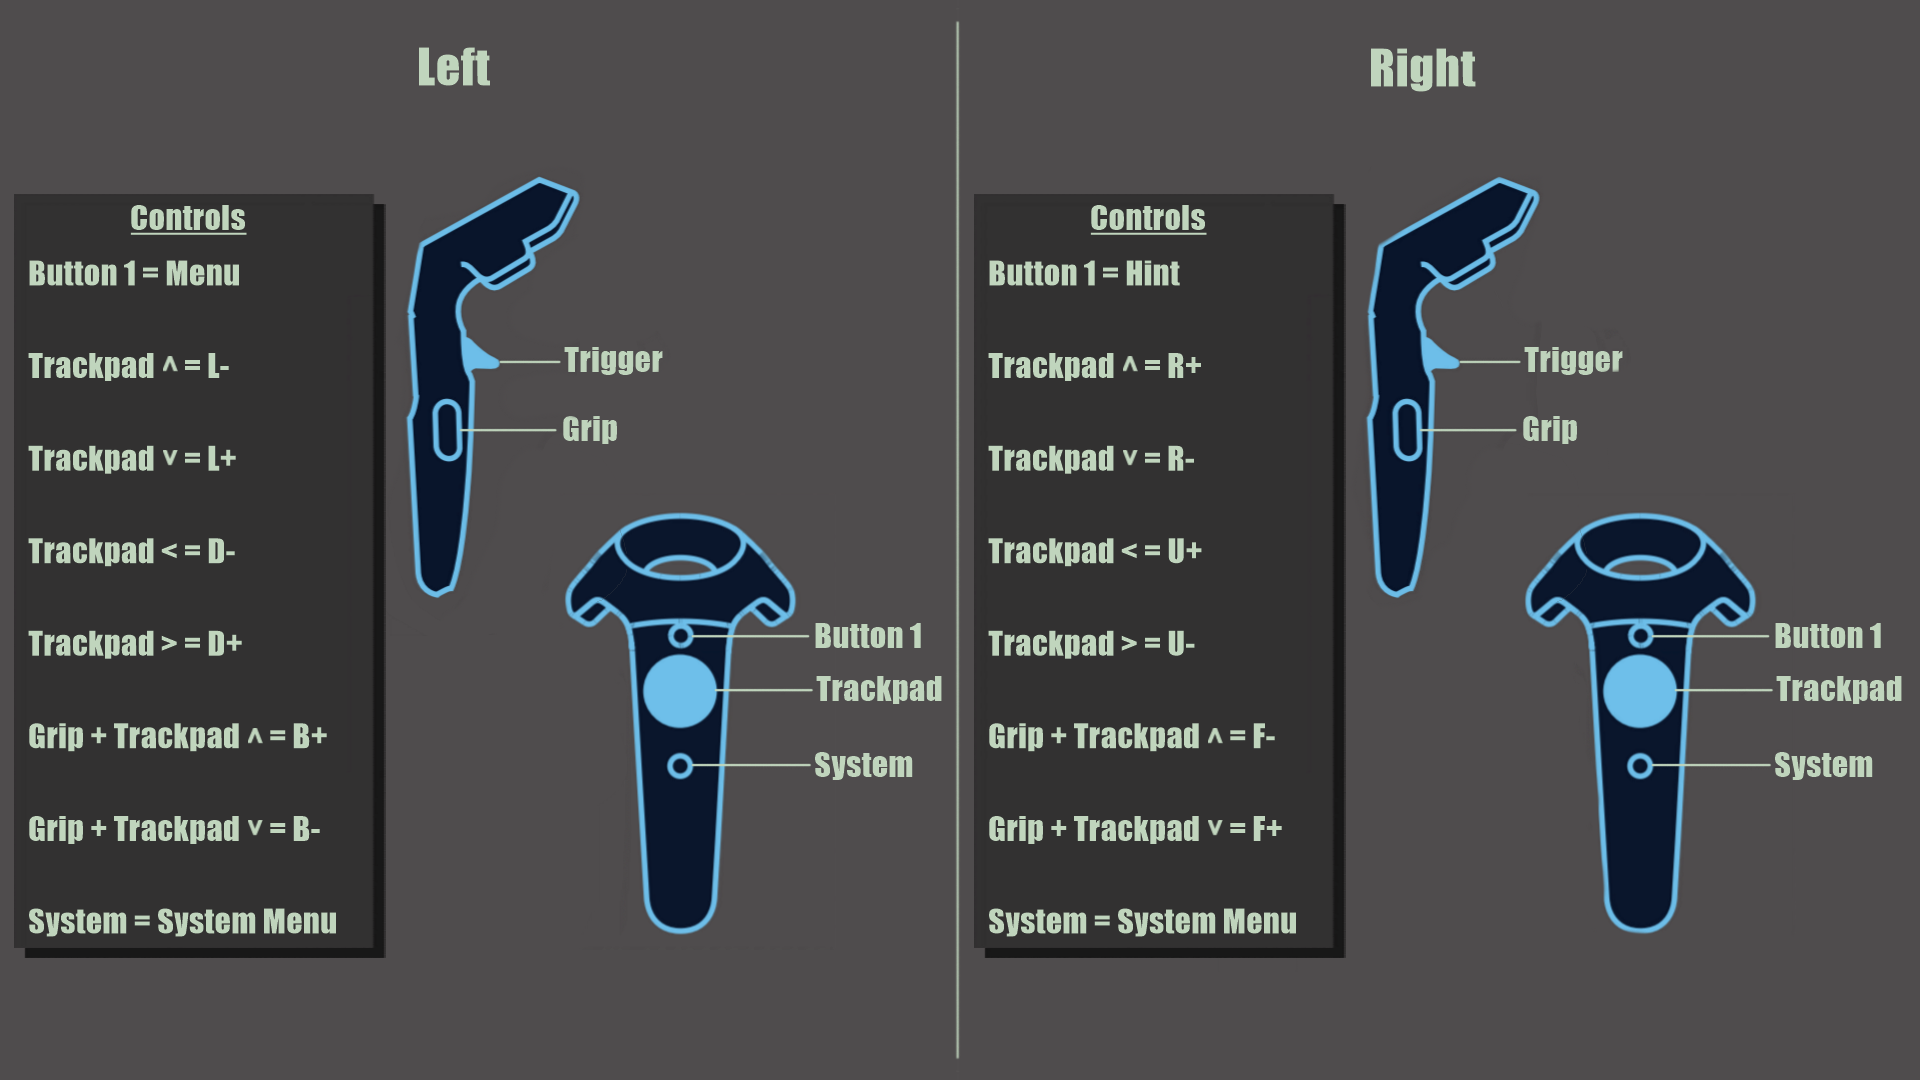 Left
Controls
Button 1 = Menu
Trackpad ^ = L-
Trackpad v = L+
Trackpad < = D-
Trackpad > = D+
Grip + Trackpad ^ = B+
Grip + Trackpad v = B-
System = System Menu
Trigger
Grip
Button 1
Trackpad
System
Right
Controls
Button 1 = Hint
Trackpad ^ = R+
Trackpad v = R-
Trackpad < = U+
Trackpad > = U-
Grip + Trackpad ^ = F-
Grip + Trackpad v = F+
System = System Menu
Trigger
Grip
Button 1
Trackpad
System